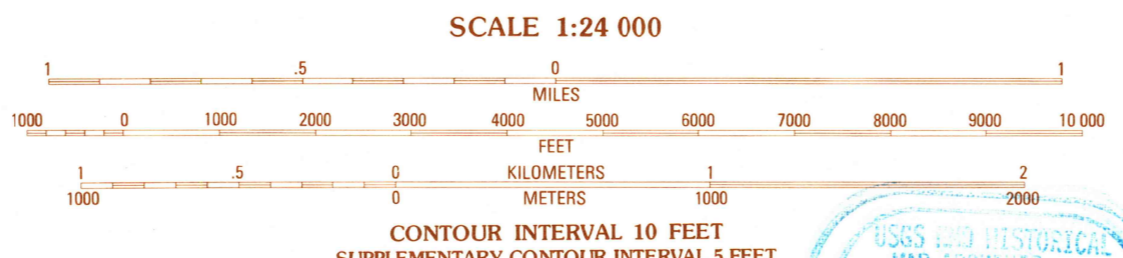 SCALE 1:24 000
1 .5 0 1
MILES
1000 0 1000 2000 3000 4000 5000 6000 7000 8000 9000 10 000
FEET
1 .5 0 KILOMETERS 1 2
1000 0 METERS 1000 2000
CONTOUR INTERVAL 10 FEET
SUPPLEMENTARY CONTOUR INTERVAL 5 FEET
USGS HISTORICAL
MAP